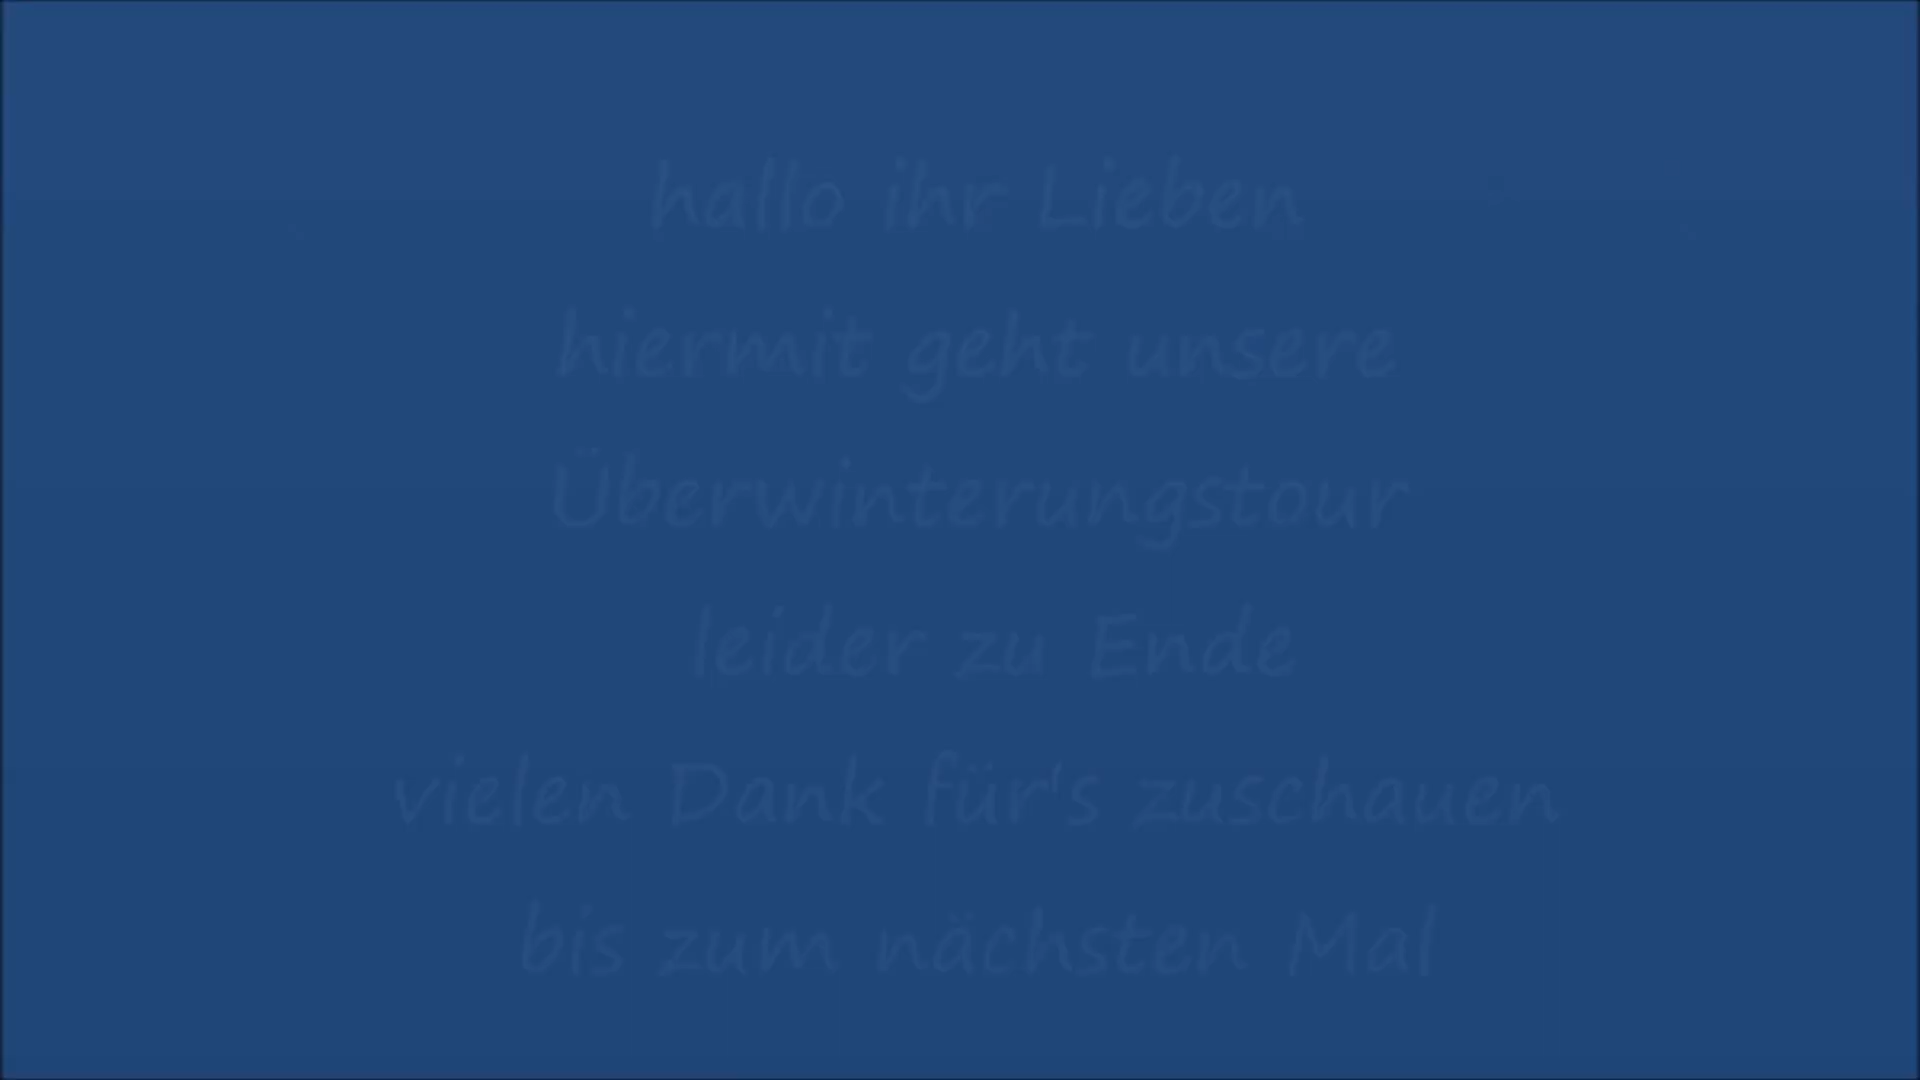 hallo ihr Lieben
hiermit geht unsere
Überwinterungstour
leider zu Ende
vielen Dank für's zuschauen
bis zum nächsten Mal